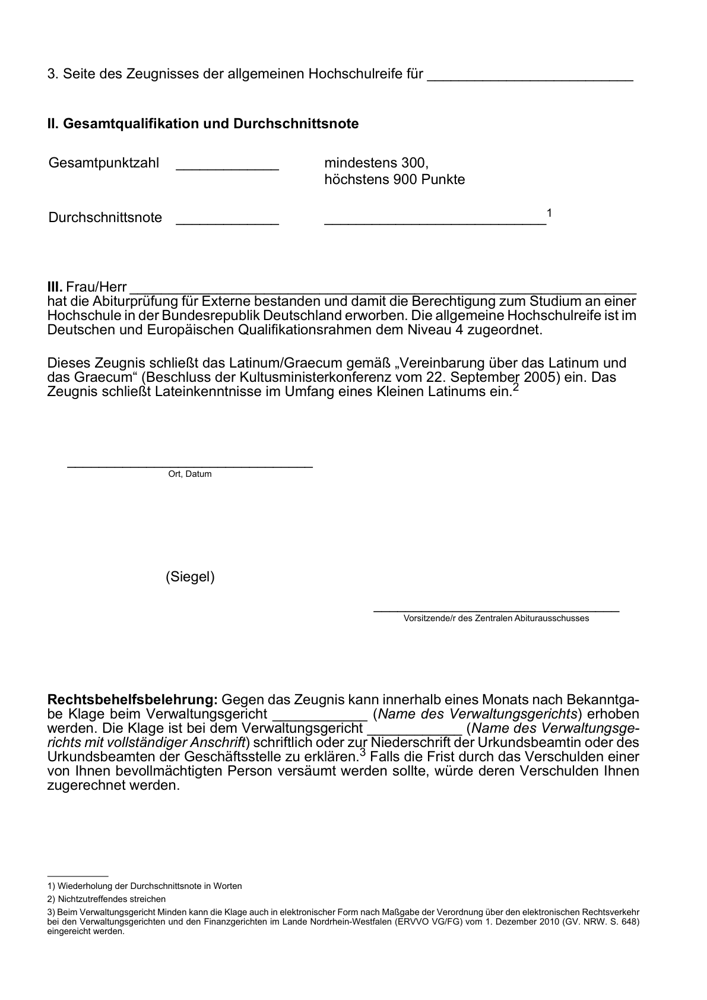 3. Seite des Zeugnisses der allgemeinen Hochschulreife für __________________________
II. Gesamtqualifikation und Durchschnittsnote
Gesamtpunktzahl _____________ mindestens 300,
höchstens 900 Punkte
Durchschnittsnote _____________ ____________________________1
III. Frau/Herr ________________________________________________________________
hat die Abiturprüfung für Externe bestanden und damit die Berechtigung zum Studium an einer
Hochschule in der Bundesrepublik Deutschland erworben. Die allgemeine Hochschulreife ist im
Deutschen und Europäischen Qualifikationsrahmen dem Niveau 4 zugeordnet.
Dieses Zeugnis schließt das Latinum/Graecum gemäß „Vereinbarung über das Latinum und
das Graecum“ (Beschluss der Kultusministerkonferenz vom 22. September 2005) ein. Das
Zeugnis schließt Lateinkenntnisse im Umfang eines Kleinen Latinums ein.2
_______________________________
Ort, Datum
(Siegel)
_______________________________
Vorsitzende/r des Zentralen Abiturausschusses
Rechtsbehelfsbelehrung: Gegen das Zeugnis kann innerhalb eines Monats nach Bekanntga-
be Klage beim Verwaltungsgericht ____________ (Name des Verwaltungsgerichts) erhoben
werden. Die Klage ist bei dem Verwaltungsgericht ____________ (Name des Verwaltungsge-
richts mit vollständiger Anschrift) schriftlich oder zur Niederschrift der Urkundsbeamtin oder des
Urkundsbeamten der Geschäftsstelle zu erklären.3 Falls die Frist durch das Verschulden einer
von Ihnen bevollmächtigten Person versäumt werden sollte, würde deren Verschulden Ihnen
zugerechnet werden.
1) Wiederholung der Durchschnittsnote in Worten
2) Nichtzutreffendes streichen
3) Beim Verwaltungsgericht Minden kann die Klage auch in elektronischer Form nach Maßgabe der Verordnung über den elektronischen Rechtsverkehr
bei den Verwaltungsgerichten und den Finanzgerichten im Lande Nordrhein-Westfalen (ERVVO VG/FG) vom 1. Dezember 2010 (GV. NRW. S. 648)
eingereicht werden.